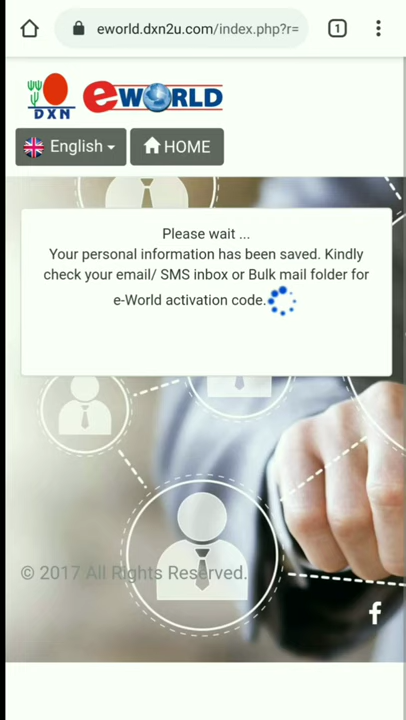 eworld.dxn2u.com/index.php?r=
1
DXN
eWORLD
English
HOME
Please wait ...
Your personal information has been saved. Kindly
check your email/ SMS inbox or Bulk mail folder for
e-World activation code.
© 2017 All Rights Reserved.
f